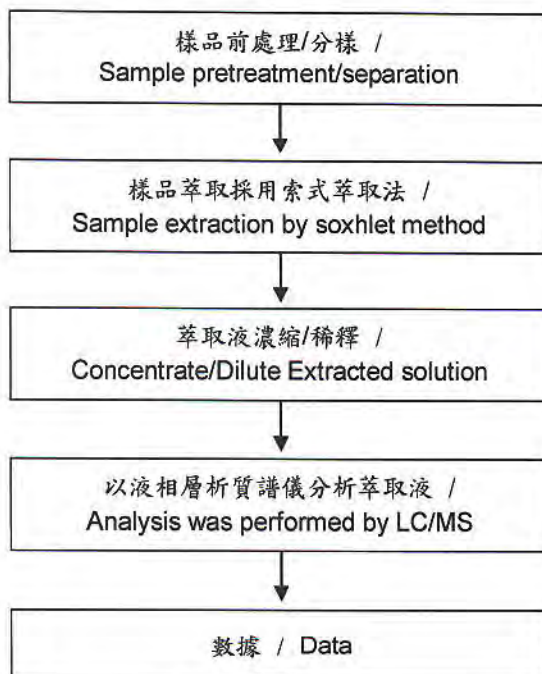 樣品前處理/分樣 /
Sample pretreatment/separation
樣品萃取採用索式萃取法 /
Sample extraction by soxhlet method
萃取液濃縮/稀釋 /
Concentrate/Dilute Extracted solution
以液相層析質譜儀分析萃取液 /
Analysis was performed by LC/MS
數據 / Data